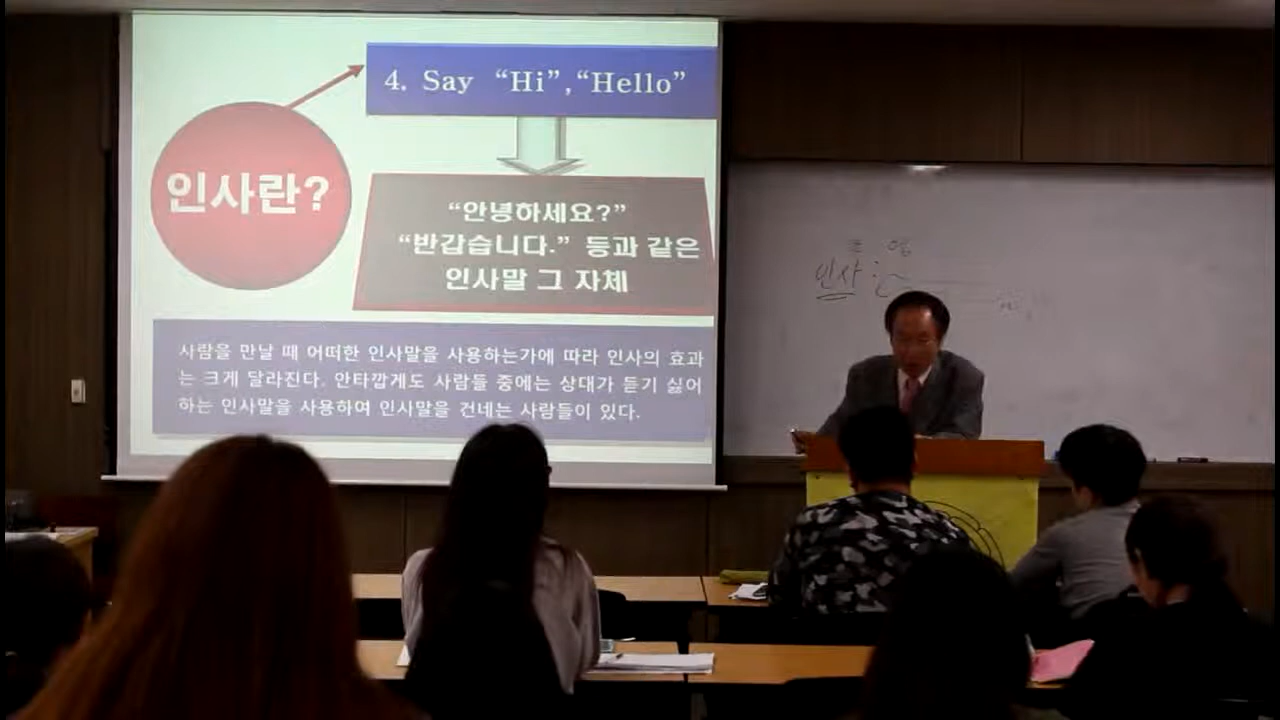 4. Say “Hi”,“Hello”
인사란?
“안녕하세요?”
“반갑습니다.” 등과 같은
인사말 그 자체
사람을 만날 때 어떠한 인사말을 사용하는가에 따라 인사의 효과
는 크게 달라진다. 안타깝게도 사람들 중에는 상대가 듣기 싫어
하는 인사말을 사용하여 인사말을 건네는 사람들이 있다.
인사 :